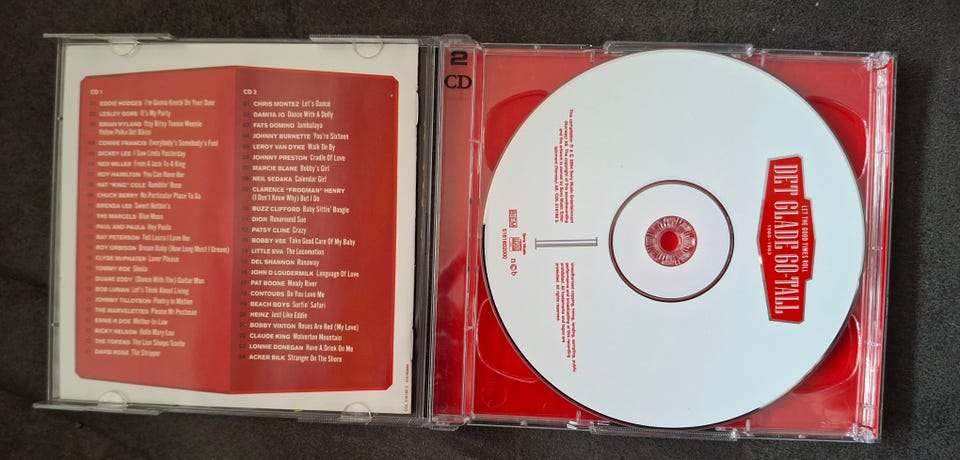 CD 1
EDDIE HODGES I'm Gonna Knock On Your Door
LESLEY GORE It's My Party
BRIAN HYLAND Itsy Bitsy Teenie Weenie
Yellow Polka Dot Bikini
CONNIE FRANCIS Everybody's Somebody's Fool
DICKEY LEE I Saw Linda Yesterday
NED MILLER From A Jack To A King
ROY HAMILTON You Can Have Her
NAT "KING" COLE Ramblin' Rose
CHUCK BERRY No Particular Place To Go
BRENDA LEE Sweet Nothin's
THE MARCELS Blue Moon
PAUL AND PAULA Hey Paula
RAY PETERSON Tell Laura I Love Her
ROY ORBISON Dream Baby (How Long Must I Dream)
CLYDE McPHATER Lover Please
TOMMY ROE Sheila
DUANE EDDY (Dance With The) Guitar Man
BOB LUMAN Let's Think About Living
JOHNNY TILLOTSON Poetry in Motion
THE MARVELETTES Please Mr Postman
ERNIE K DOE Mother-In-Law
RICKY NELSON Hello Mary Lou
THE TOKENS The Lion Sleeps Tonite
DAVID ROSE The Stripper
CD 2
CHRIS MONTEZ Let's Dance
DAMITA JO Dance With A Dolly
FATS DOMINO Jambalaya
JOHNNY BURNETTE You're Sixteen
LEROY VAN DYKE Walk On By
JOHNNY PRESTON Cradle Of Love
MARCIE BLANE Bobby's Girl
NEIL SEDAKA Calendar Girl
CLARENCE "FROGMAN" HENRY
(I Don't Know Why) But I Do
BUZZ CLIFFORD Baby Sittin' Boogie
DION Runaround Sue
PATSY CLINE Crazy
BOBBY VEE Take Good Care Of My Baby
LITTLE EVA The Locomotion
DEL SHANNON Runaway
JOHN D LOUDERMILK Language Of Love
PAT BOONE Moody River
CONTOURS Do You Love Me
BEACH BOYS Surfin' Safari
HEINZ Just Like Eddie
BOBBY VINTON Roses Are Red (My Love)
CLAUDE KING Wolverton Mountain
LONNIE DONEGAN Have A Drink On Me
ACKER BILK Stranger On The Shore
2
CD
LET THE GOOD TIMES ROLL
DET GLADE 60-TALL
1960-1963
II
5161802000
n©b